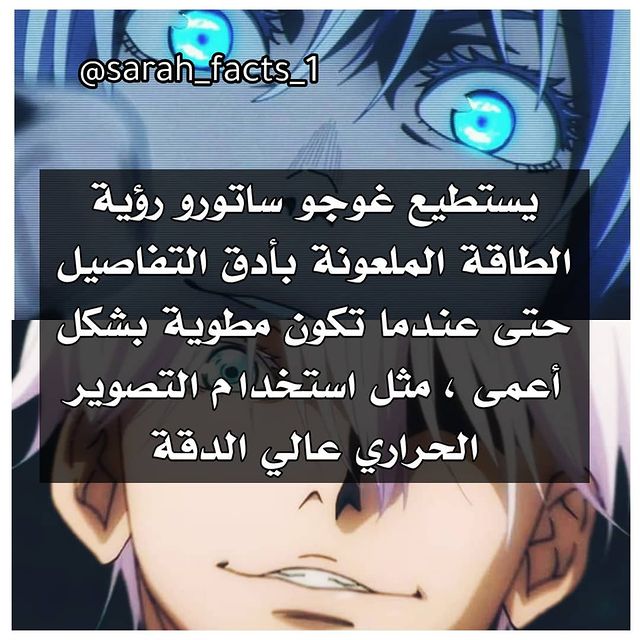 @sarah_facts_1
يستطيع غوجو ساتورو رؤية
الطاقة الملعونة بأدق التفاصيل
حتى عندما تكون مطوية بشكل
أعمى ، مثل استخدام التصوير
الحراري عالي الدقة